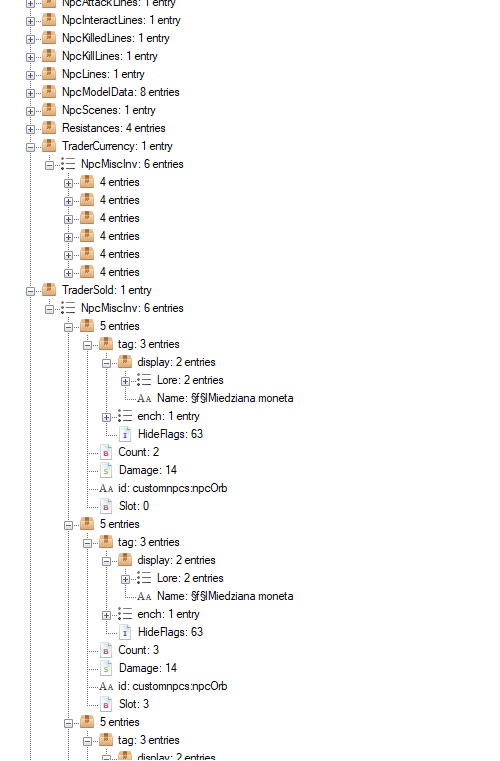 NpcAttackLines: 1 entry
NpcInteractLines: 1 entry
NpcKilledLines: 1 entry
NpcKillLines: 1 entry
NpcLines: 1 entry
NpcModelData: 8 entries
NpcScenes: 1 entry
Resistances: 4 entries
TraderCurrency: 1 entry
NpcMiscInv: 6 entries
4 entries
4 entries
4 entries
4 entries
4 entries
4 entries
TraderSold: 1 entry
NpcMiscInv: 6 entries
5 entries
tag: 3 entries
display: 2 entries
Lore: 2 entries
Name: §f§lMiedziana moneta
ench: 1 entry
HideFlags: 63
Count: 2
Damage: 14
id: customnpcs:npcOrb
Slot: 0
5 entries
tag: 3 entries
display: 2 entries
Lore: 2 entries
Name: §f§lMiedziana moneta
ench: 1 entry
HideFlags: 63
Count: 3
Damage: 14
id: customnpcs:npcOrb
Slot: 3
5 entries
tag: 3 entries
display: 2 entries